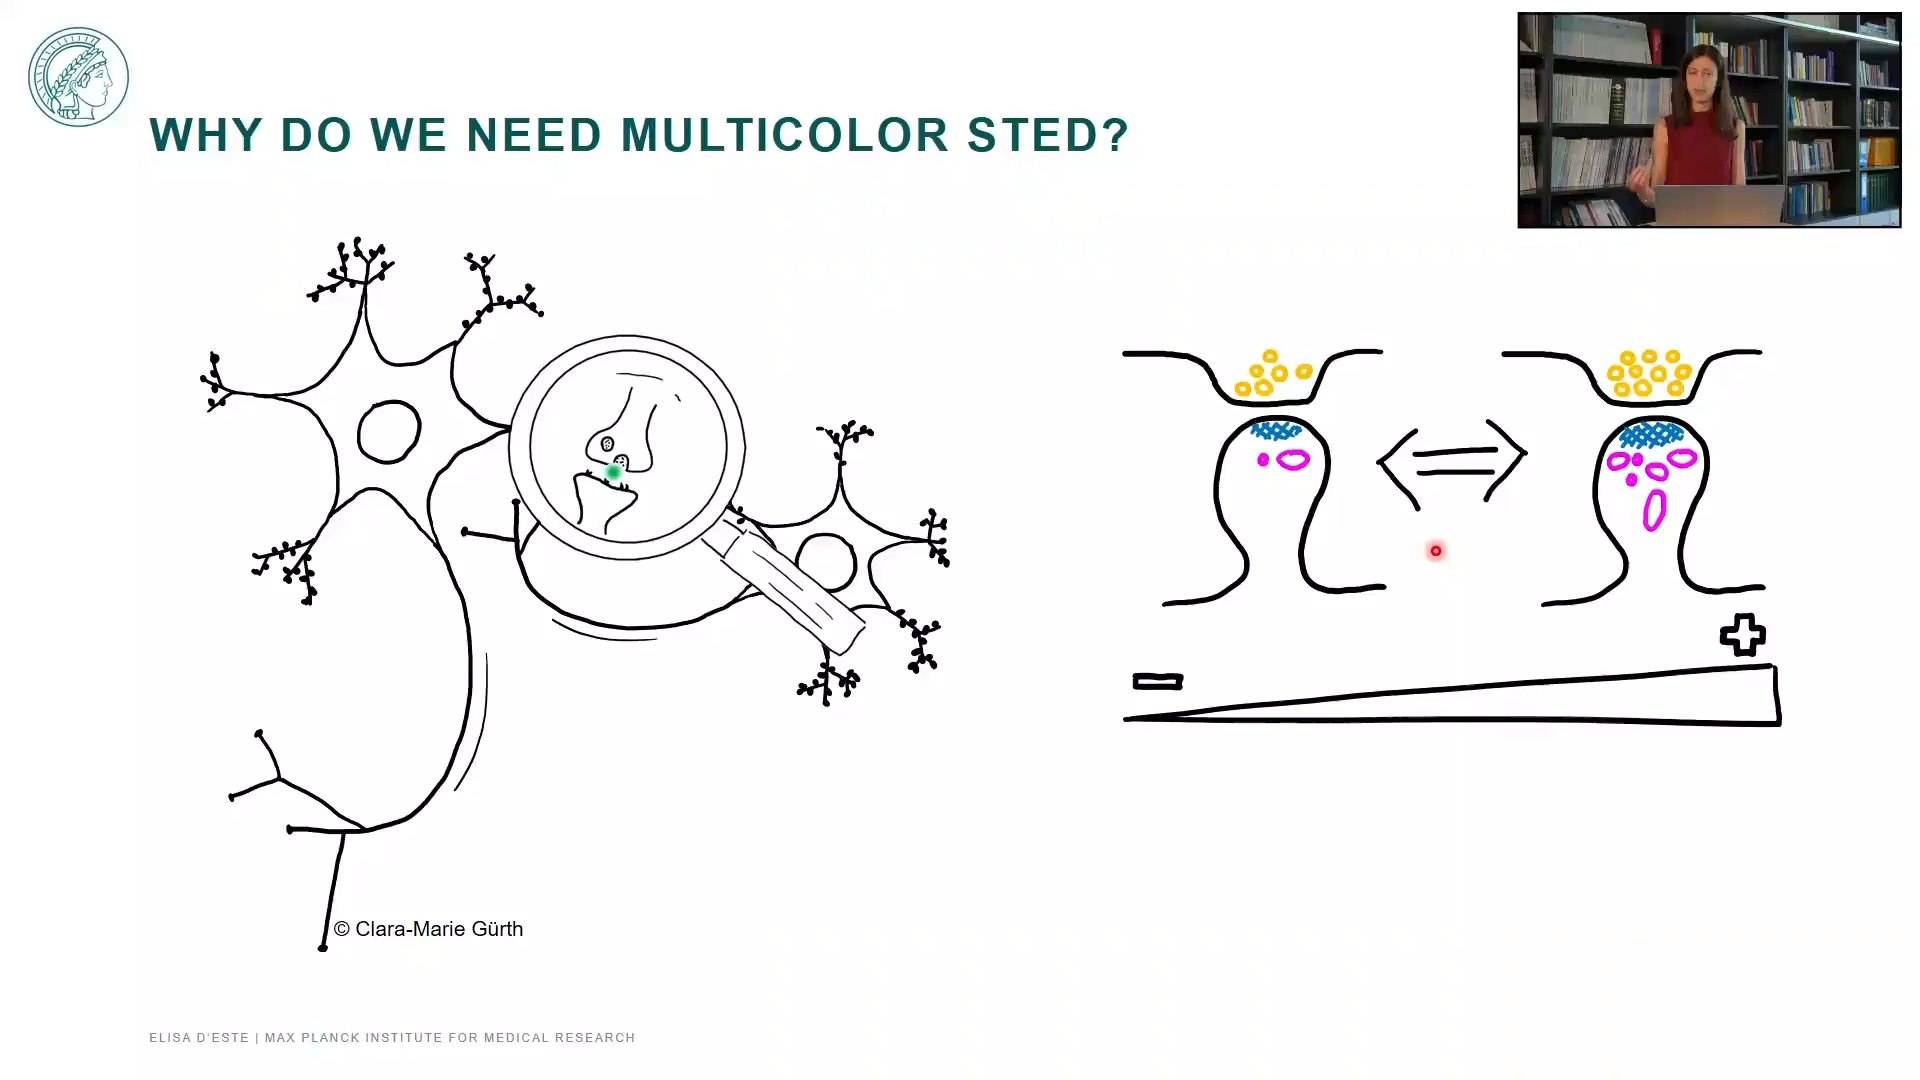 WHY DO WE NEED MULTICOLOR STED?
© Clara-Marie Gürth
ELISA D'ESTE | MAX PLANCK INSTITUTE FOR MEDICAL RESEARCH